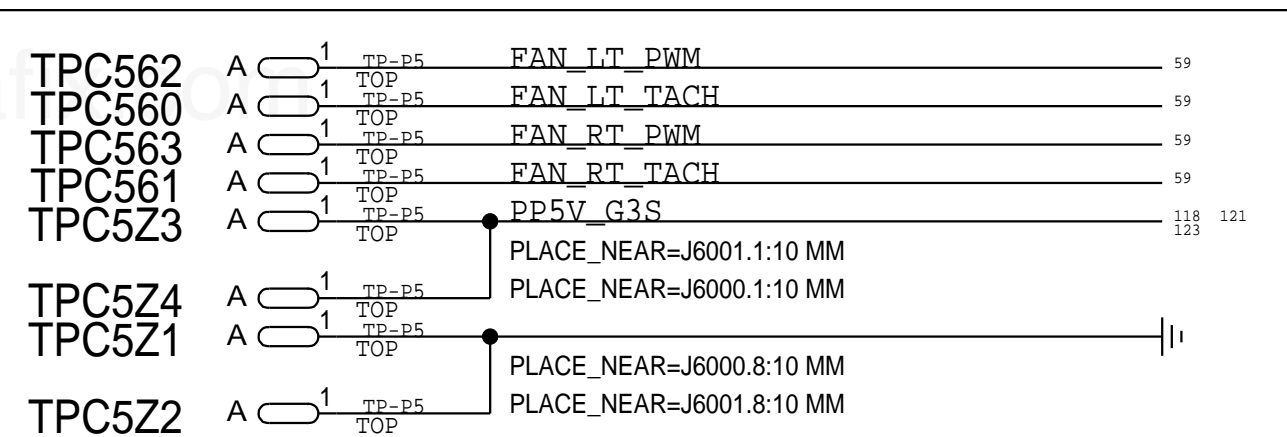 TPC562 A 1 TP-P5 FAN_LT_PWM 59
TOP
TPC560 A 1 TP-P5 FAN_LT_TACH 59
TOP
TPC563 A 1 TP-P5 FAN_RT_PWM 59
TOP
TPC561 A 1 TP-P5 FAN_RT_TACH 59
TOP
TPC5Z3 A 1 TP-P5 PP5V_G3S 118 121
TOP 123
PLACE_NEAR=J6001.1:10 MM
TPC5Z4 A 1 TP-P5 PLACE_NEAR=J6000.1:10 MM
TOP
TPC5Z1 A 1 TP-P5
TOP
PLACE_NEAR=J6000.8:10 MM
TPC5Z2 A 1 TP-P5 PLACE_NEAR=J6001.8:10 MM
TOP